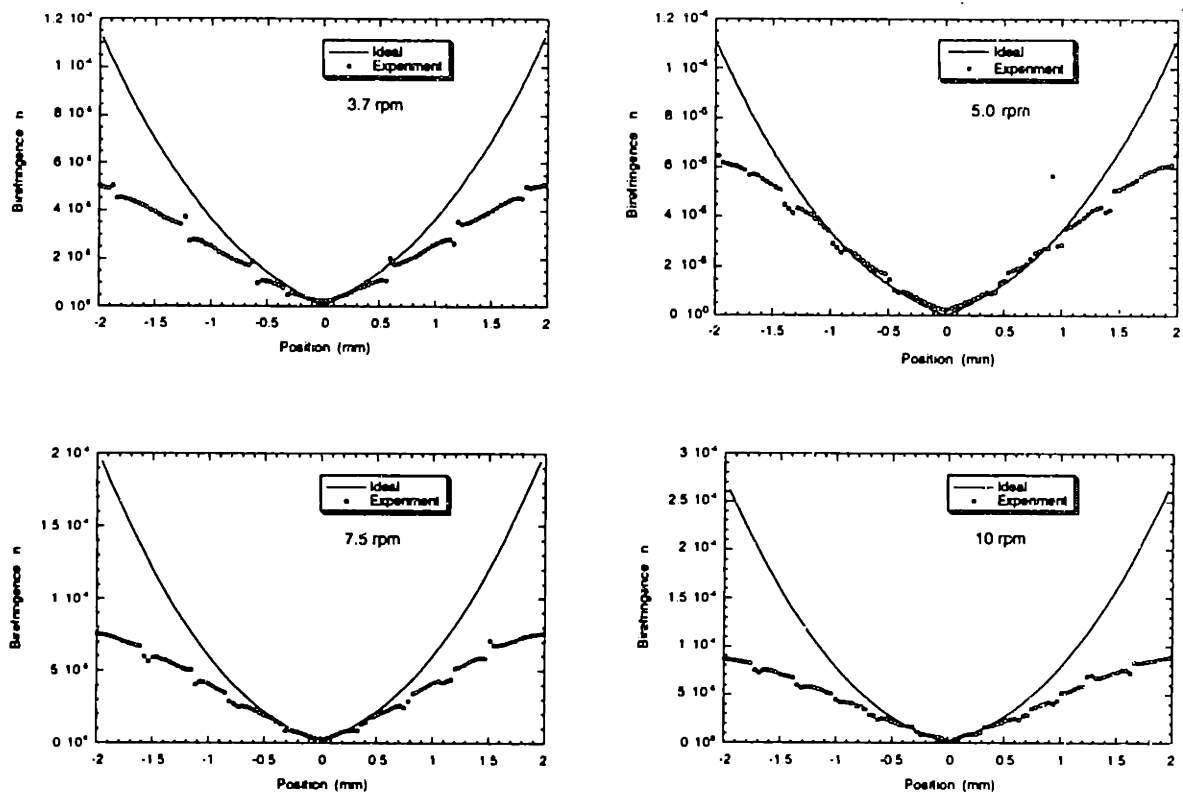 1.2 10⁻⁴
1 10⁻⁴
8 10⁻⁵
6 10⁻⁵
4 10⁻⁵
2 10⁻⁵
0 10⁰
Birefringence n
Ideal
Experiment
3.7 rpm
-2 -1.5 -1 -0.5 0 0.5 1 1.5 2
Position (mm)
1.2 10⁻⁴
1 10⁻⁴
8 10⁻⁵
6 10⁻⁵
4 10⁻⁵
2 10⁻⁵
0 10⁰
Birefringence n
Ideal
Experiment
5.0 rpm
-2 -1.5 -1 -0.5 0 0.5 1 1.5 2
Position (mm)
2 10⁻⁴
1.5 10⁻⁴
1 10⁻⁴
5 10⁻⁵
0 10⁰
Birefringence n
Ideal
Experiment
7.5 rpm
-2 -1.5 -1 -0.5 0 0.5 1 1.5 2
Position (mm)
3 10⁻⁴
2.5 10⁻⁴
2 10⁻⁴
1.5 10⁻⁴
1 10⁻⁴
5 10⁻⁵
0 10⁰
Birefringence n
Ideal
Experiment
10 rpm
-2 -1.5 -1 -0.5 0 0.5 1 1.5 2
Position (mm)